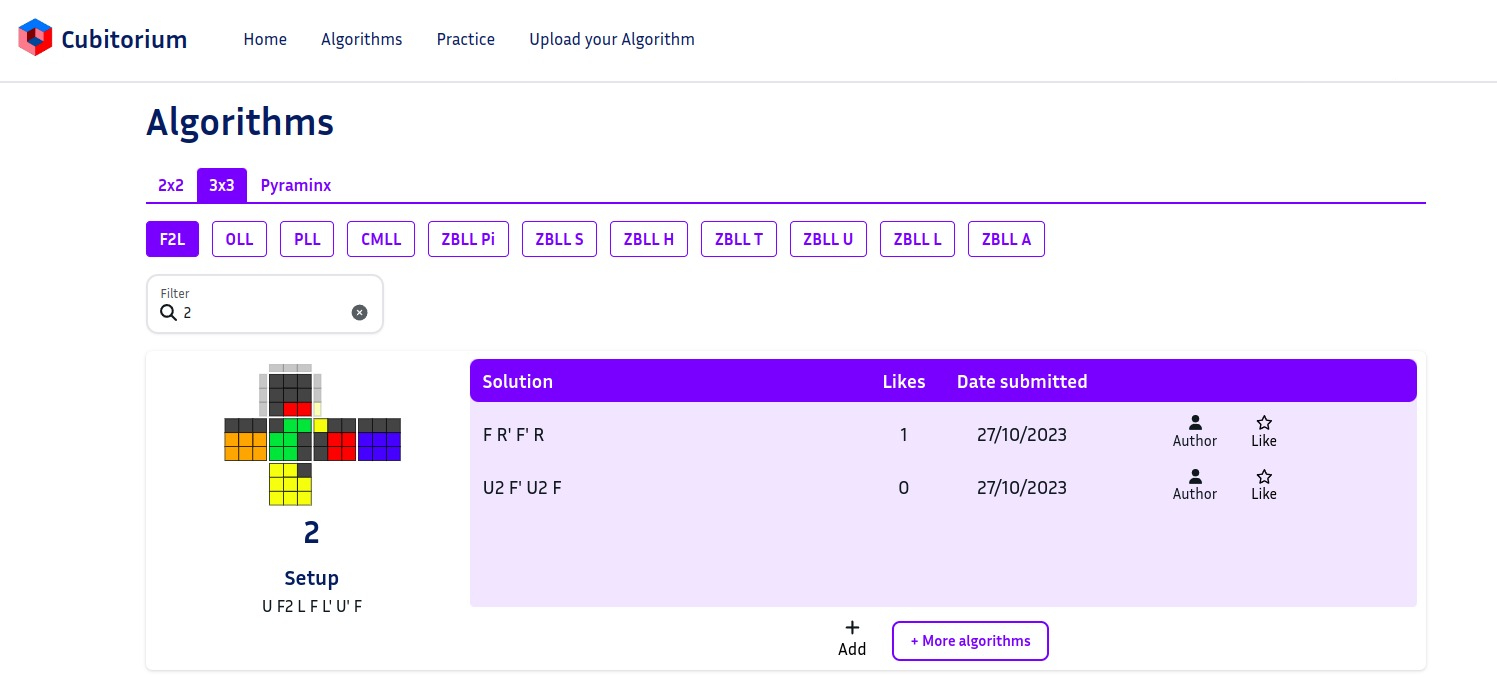 Cubitorium Home Algorithms Practice Upload your Algorithm
Algorithms
2x2 3x3 Pyraminx
F2L OLL PLL CMLL ZBLL Pi ZBLL S ZBLL H ZBLL T ZBLL U ZBLL L ZBLL A
Filter
2
Solution Likes Date submitted
F R' F' R 1 27/10/2023 Author Like
U2 F' U2 F 0 27/10/2023 Author Like
2
Setup
U F2 L F L' U' F
Add + More algorithms